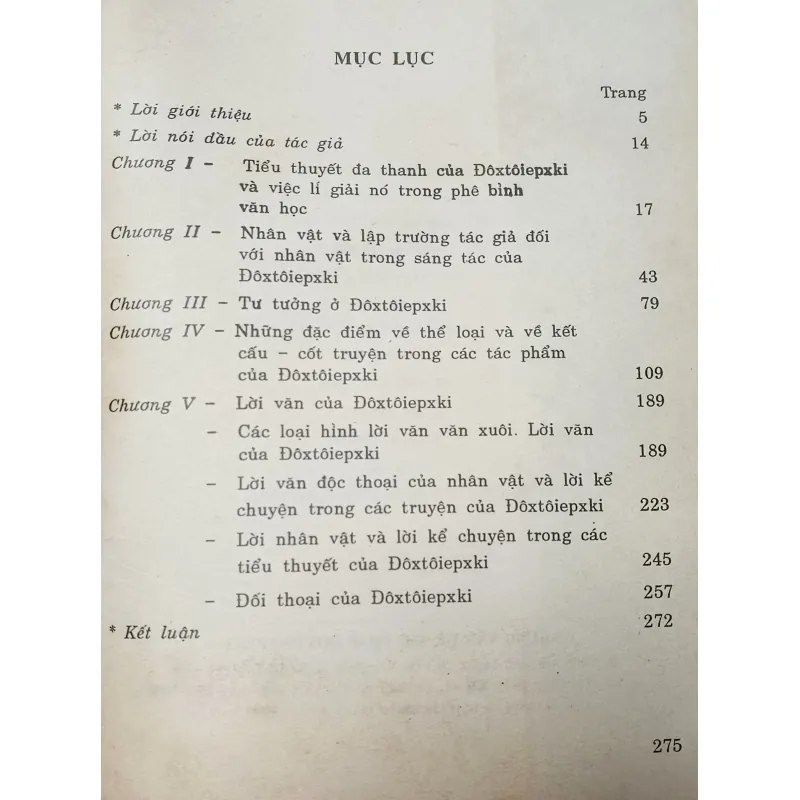 MỤC LỤC
Trang
* Lời giới thiệu 5
* Lời nói đầu của tác giả 14
Chương I – Tiểu thuyết đa thanh của Đôxtôiepxki
và việc lí giải nó trong phê bình
văn học 17
Chương II – Nhân vật và lập trường tác giả đối
với nhân vật trong sáng tác của
Đôxtôiepxki 43
Chương III – Tư tưởng ở Đôxtôiepxki 79
Chương IV – Những đặc điểm về thể loại và về kết
cấu – cốt truyện trong các tác phẩm
của Đôxtôiepxki 109
Chương V – Lời văn của Đôxtôiepxki 189
– Các loại hình lời văn văn xuôi. Lời văn
của Đôxtôiepxki 189
– Lời văn độc thoại của nhân vật và lời kể
chuyện trong các truyện của Đôxtôiepxki 223
– Lời nhân vật và lời kể chuyện trong các
tiểu thuyết của Đôxtôiepxki 245
– Đối thoại của Đôxtôiepxki 257
* Kết luận 272
275